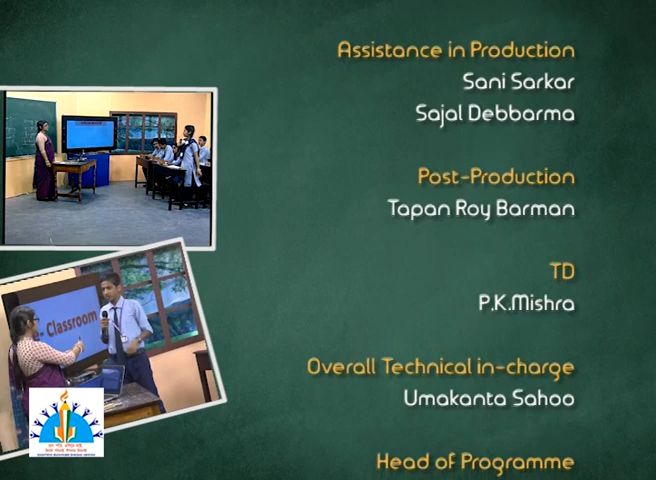 Assistance in Production
Sani Sarkar
Sajal Debbarma
Post-Production
Tapan Roy Barman
TD
P.K.Mishra
Overall Technical in-charge
Umakanta Sahoo
Head of Programme
- Classroom